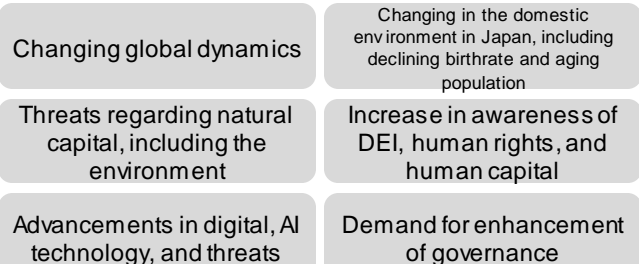 Changing global dynamics
Changing in the domestic
environment in Japan, including
declining birthrate and aging
population
Threats regarding natural
capital, including the
environment
Increase in awareness of
DEI, human rights, and
human capital
Advancements in digital, AI
technology, and threats
Demand for enhancement
of governance